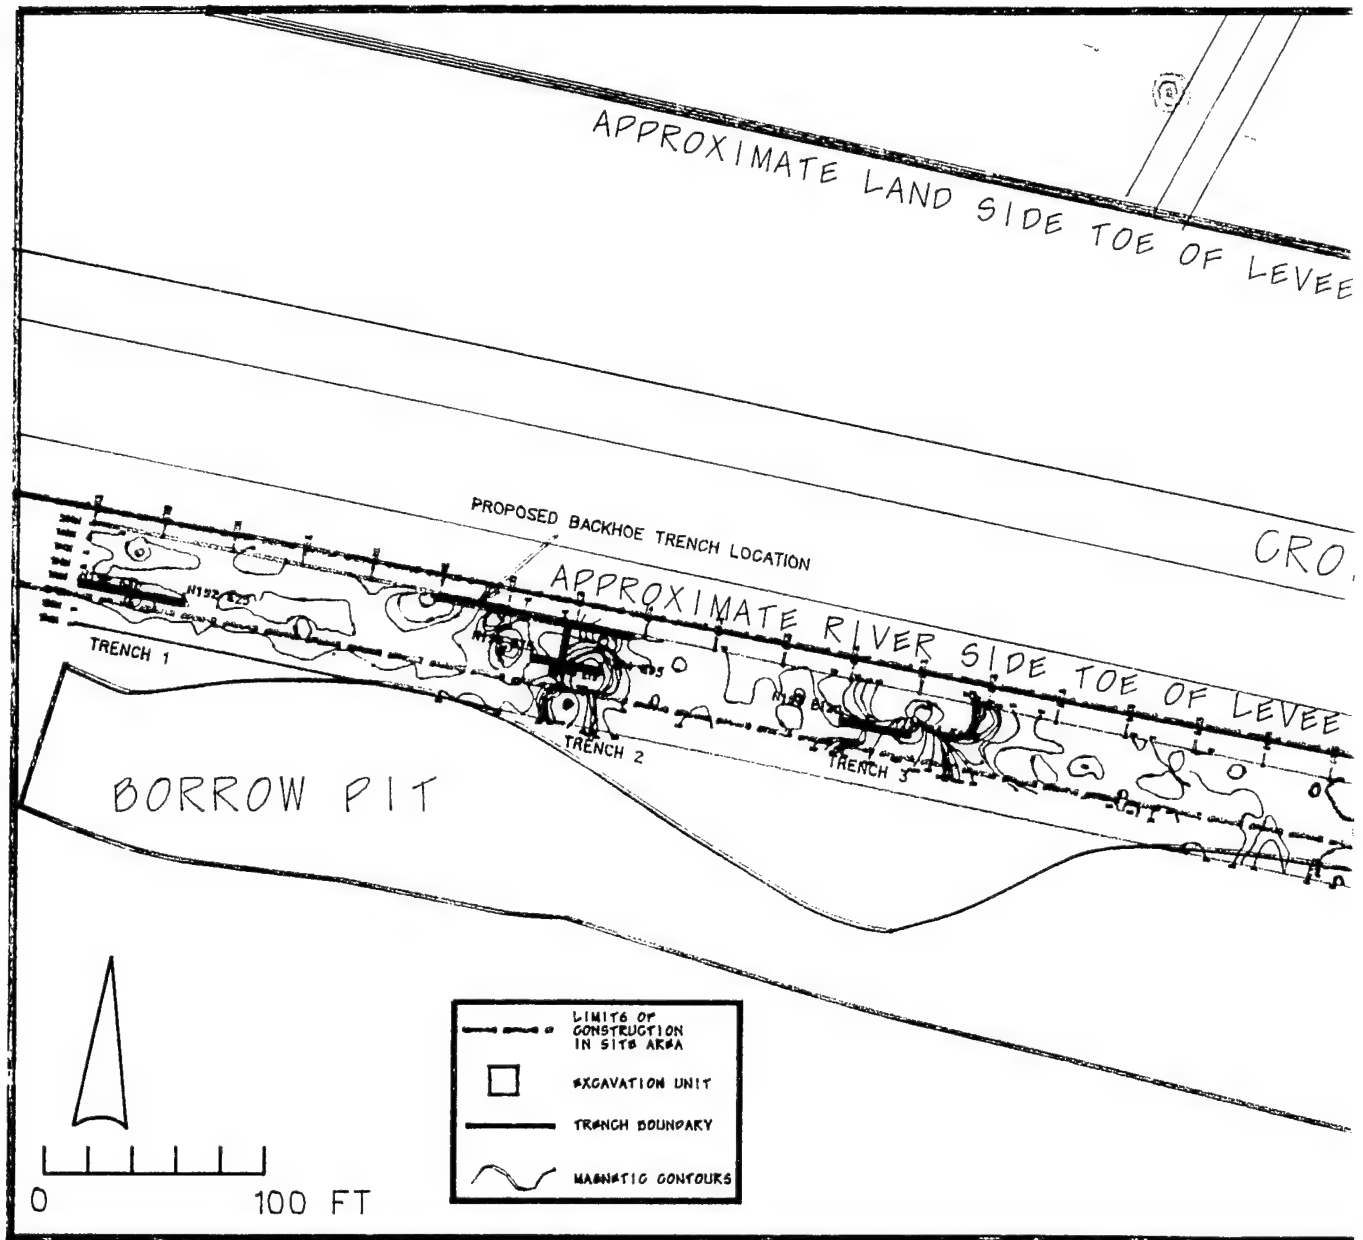 APPROXIMATE LAND SIDE TOE OF LEVEE
PROPOSED BACKHOE TRENCH LOCATION
CRO
APPROXIMATE RIVER SIDE TOE OF LEVEE
N192 E25
TRENCH 1
TRENCH 2
TRENCH 3
BORROW PIT
LIMITS OF
CONSTRUCTION
IN SITE AREA
EXCAVATION UNIT
TRENCH BOUNDARY
MAGNETIC CONTOURS
0 100 FT